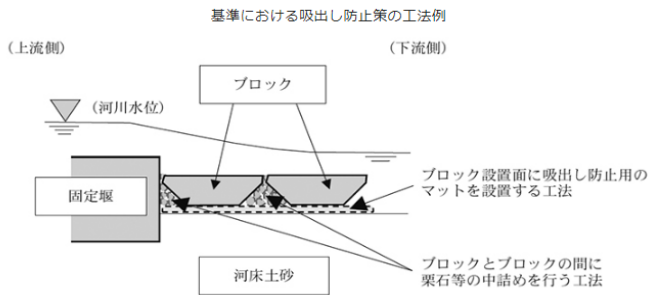 基準における吸出し防止策の工法例
（上流側）
（下流側）
ブロック
（河川水位）
固定堰
ブロック設置面に吸出し防止用の
マットを設置する工法
ブロックとブロックの間に
栗石等の中詰めを行う工法
河床土砂